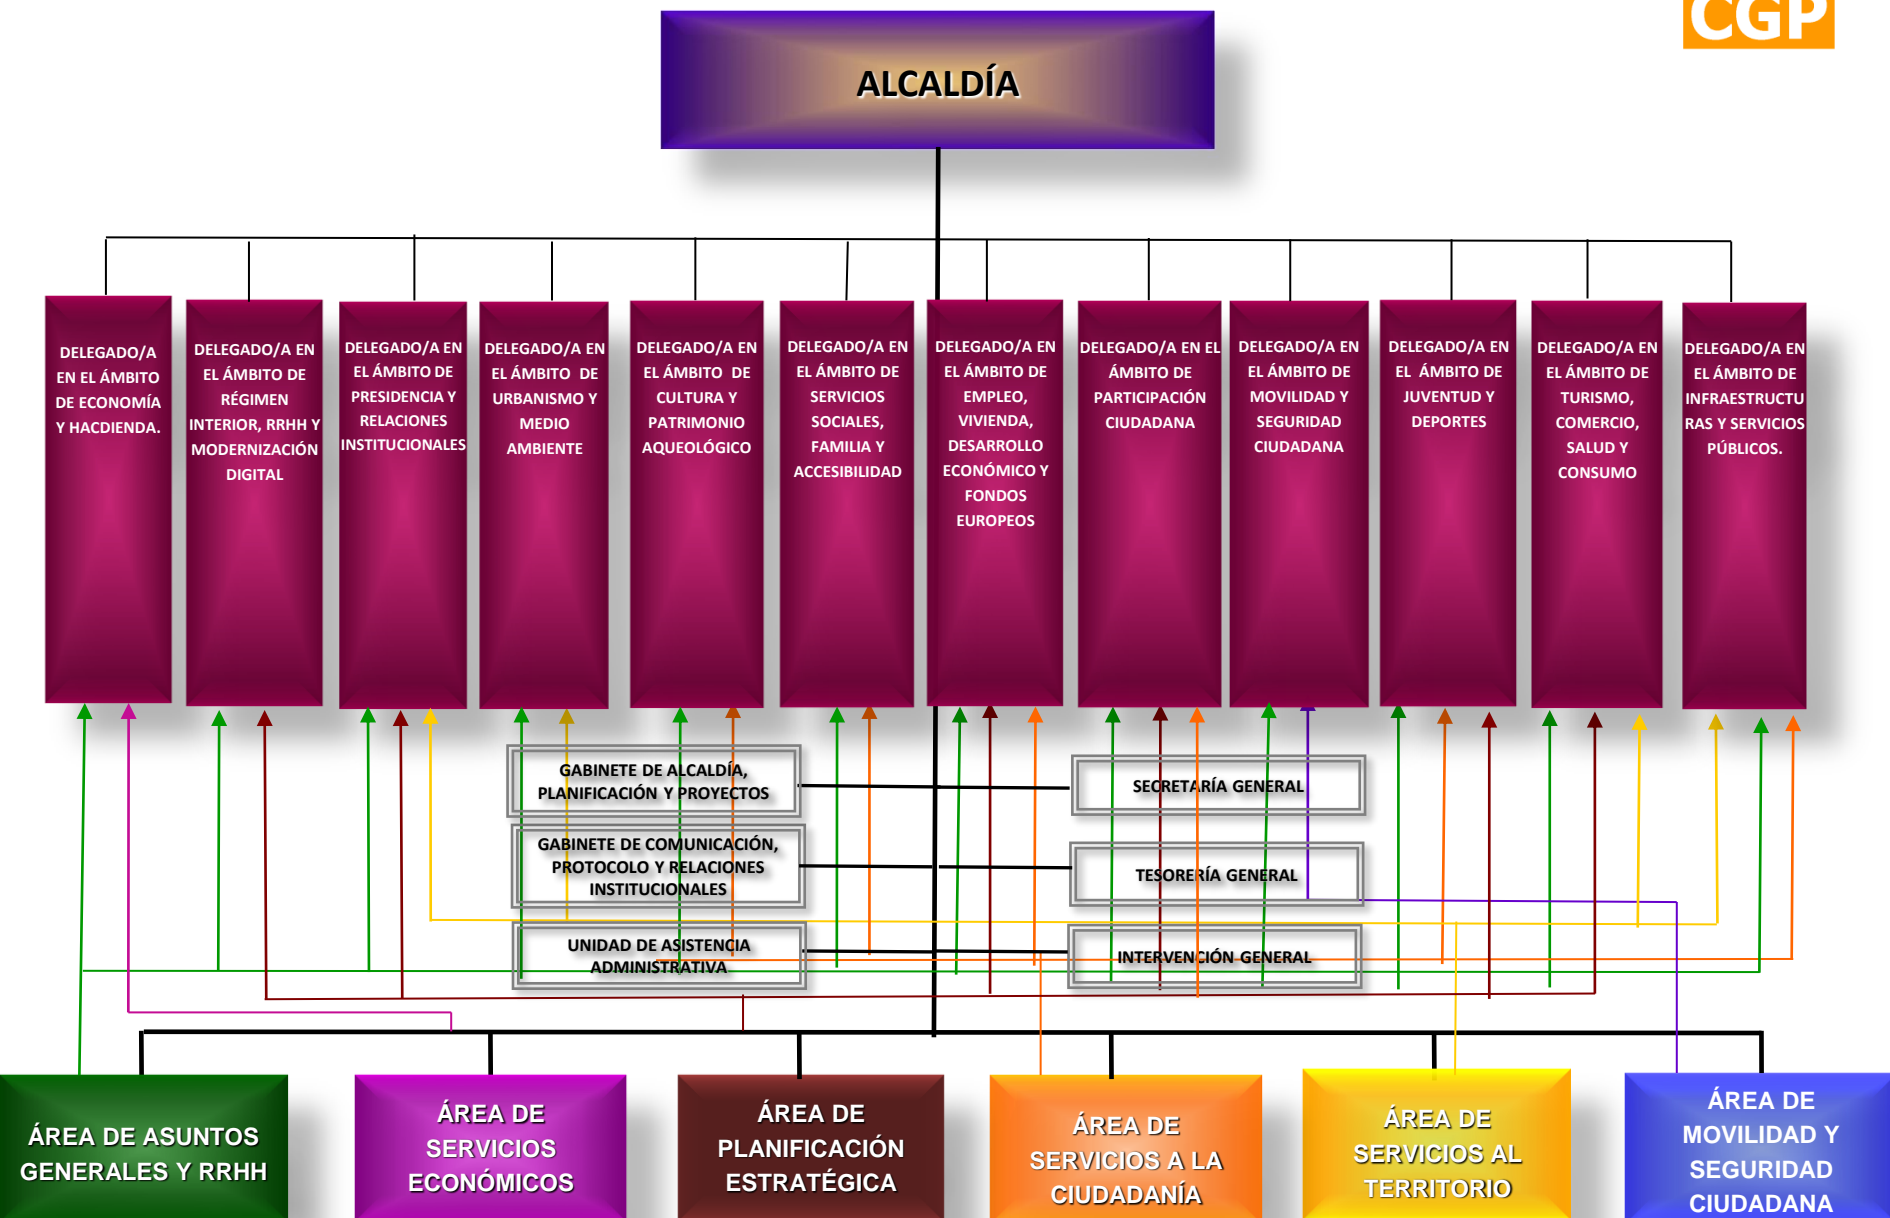 CGP
ALCALDÍA
DELEGADO/A
EN EL ÁMBITO
DE ECONOMÍA
Y HACDIENDA.
DELEGADO/A EN
EL ÁMBITO DE
RÉGIMEN
INTERIOR, RRHH Y
MODERNIZACIÓN
DIGITAL
DELEGADO/A EN
EL ÁMBITO DE
PRESIDENCIA Y
RELACIONES
INSTITUCIONALES
DELEGADO/A EN
EL ÁMBITO DE
URBANISMO Y
MEDIO
AMBIENTE
DELEGADO/A EN
EL ÁMBITO DE
CULTURA Y
PATRIMONIO
AQUEOLÓGICO
DELEGADO/A EN
EL ÁMBITO DE
SERVICIOS
SOCIALES,
FAMILIA Y
ACCESIBILIDAD
DELEGADO/A EN
EL ÁMBITO DE
EMPLEO,
VIVIENDA,
DESARROLLO
ECONÓMICO Y
FONDOS
EUROPEOS
DELEGADO/A EN EL
ÁMBITO DE
PARTICIPACIÓN
CIUDADANA
DELEGADO/A EN
EL ÁMBITO DE
MOVILIDAD Y
SEGURIDAD
CIUDADANA
DELEGADO/A EN
EL ÁMBITO DE
JUVENTUD Y
DEPORTES
DELEGADO/A EN
EL ÁMBITO DE
TURISMO,
COMERCIO,
SALUD Y
CONSUMO
DELEGADO/A EN
EL ÁMBITO DE
INFRAESTRUCTU
RAS Y SERVICIOS
PÚBLICOS.
GABINETE DE ALCALDÍA,
PLANIFICACIÓN Y PROYECTOS
SECRETARÍA GENERAL
GABINETE DE COMUNICACIÓN,
PROTOCOLO Y RELACIONES
INSTITUCIONALES
TESORERÍA GENERAL
UNIDAD DE ASISTENCIA
ADMINISTRATIVA
INTERVENCIÓN GENERAL
ÁREA DE ASUNTOS
GENERALES Y RRHH
ÁREA DE
SERVICIOS
ECONÓMICOS
ÁREA DE
PLANIFICACIÓN
ESTRATÉGICA
ÁREA DE
SERVICIOS A LA
CIUDADANÍA
ÁREA DE
SERVICIOS AL
TERRITORIO
ÁREA DE
MOVILIDAD Y
SEGURIDAD
CIUDADANA